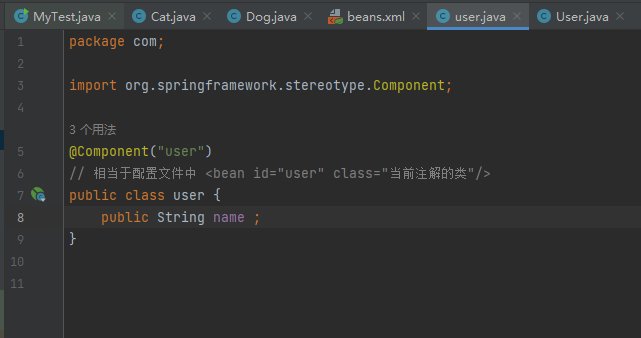 MyTest.java Cat.java Dog.java beans.xml user.java User.java
1 package com;
2
3 import org.springframework.stereotype.Component;
4
3 个用法
5 @Component("user")
6 // 相当于配置文件中 <bean id="user" class="当前注解的类"/>
7 public class user {
8 public String name ;
9 }
10
11